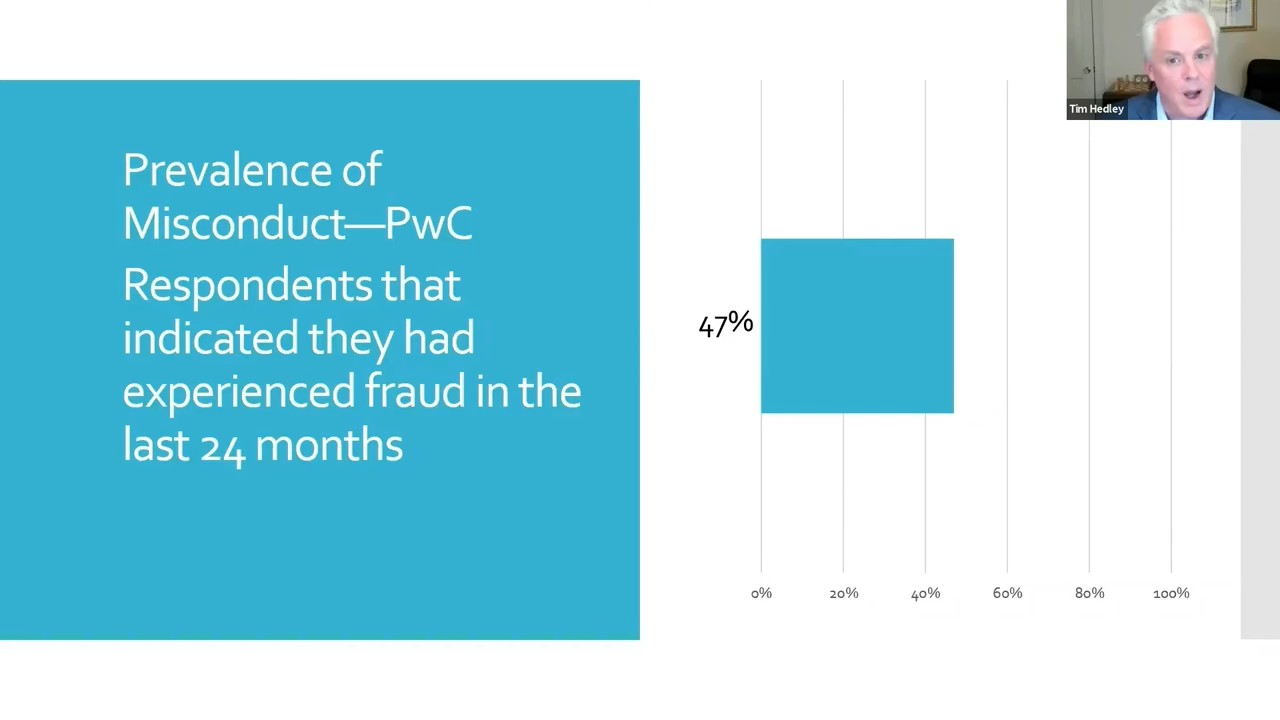 Prevalence of
Misconduct—PwC
Respondents that
indicated they had
experienced fraud in the
last 24 months
47%
0% 20% 40% 60% 80% 100%
Tim Hedley